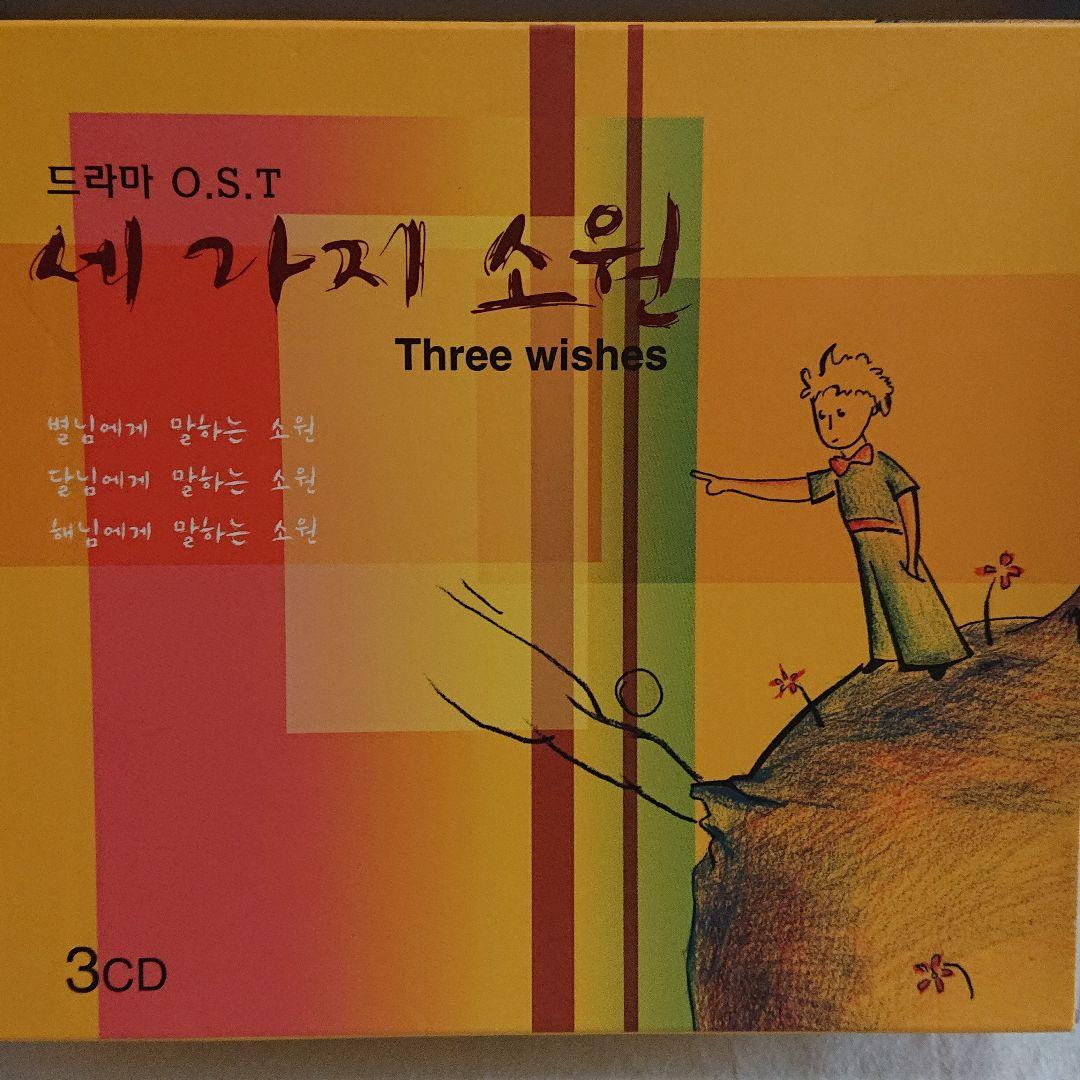 드라마 O.S.T
세 가지 소원
Three wishes
별님에게 말하는 소원
달님에게 말하는 소원
해님에게 말하는 소원
3CD